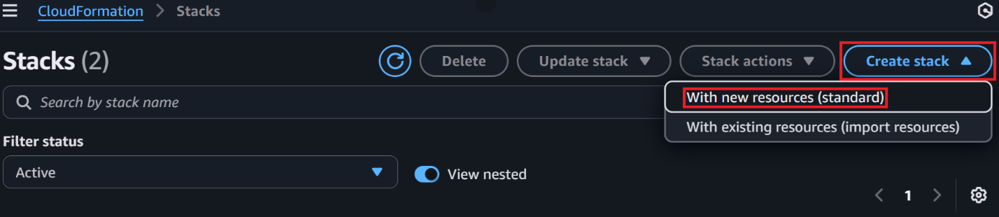 CloudFormation > Stacks
Stacks (2)
Delete
Update stack
Stack actions
Create stack
Search by stack name
With new resources (standard)
With existing resources (import resources)
Filter status
Active
View nested
1